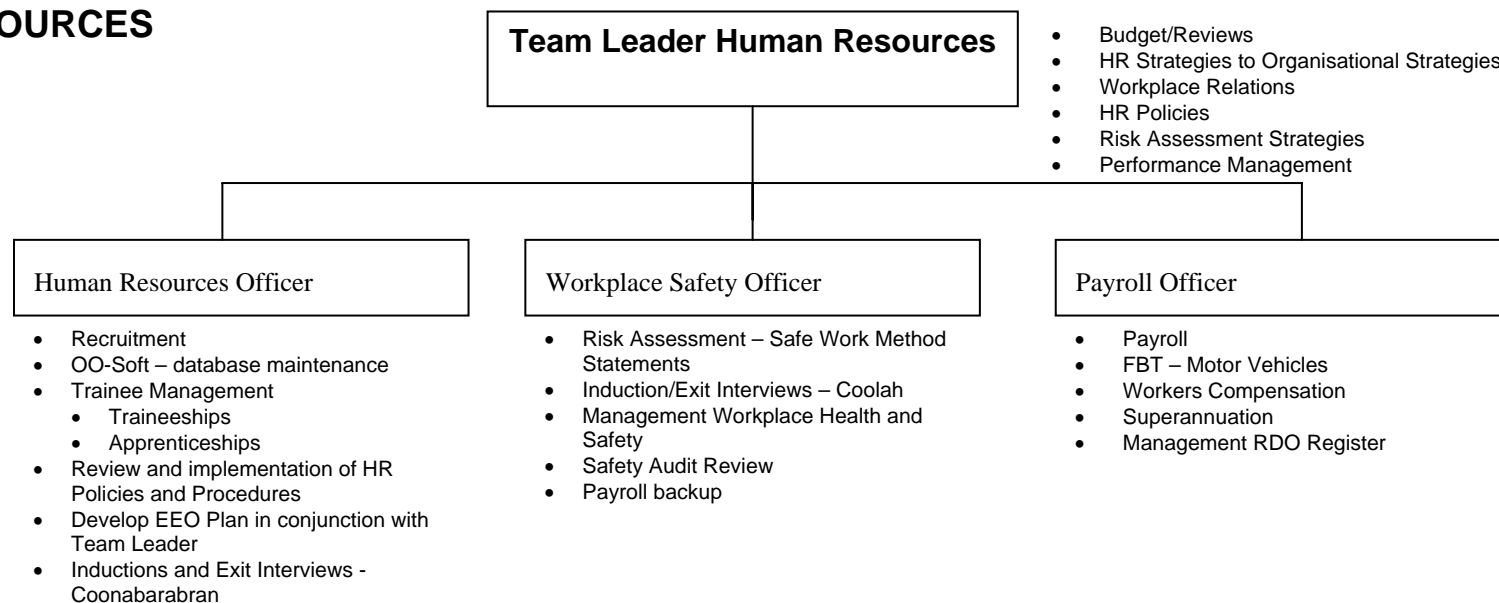 OURCES
Team Leader Human Resources
• Budget/Reviews
• HR Strategies to Organisational Strategies
• Workplace Relations
• HR Policies
• Risk Assessment Strategies
• Performance Management
Human Resources Officer
• Recruitment
• OO-Soft – database maintenance
• Trainee Management
• Traineeships
• Apprenticeships
• Review and implementation of HR
Policies and Procedures
• Develop EEO Plan in conjunction with
Team Leader
• Inductions and Exit Interviews -
Coonabarabran
Workplace Safety Officer
• Risk Assessment – Safe Work Method
Statements
• Induction/Exit Interviews – Coolah
• Management Workplace Health and
Safety
• Safety Audit Review
• Payroll backup
Payroll Officer
• Payroll
• FBT – Motor Vehicles
• Workers Compensation
• Superannuation
• Management RDO Register